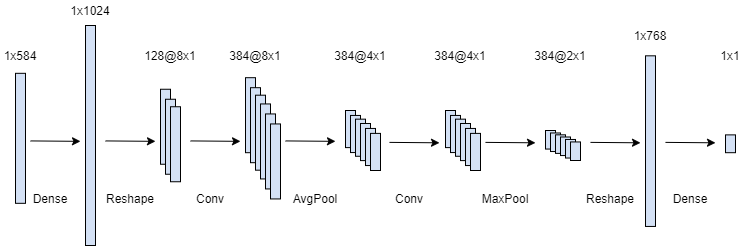 1x1024
1x584
128@8x1
384@8x1
384@4x1
384@4x1
384@2x1
1x768
1x1
Dense
Reshape
Conv
AvgPool
Conv
MaxPool
Reshape
Dense